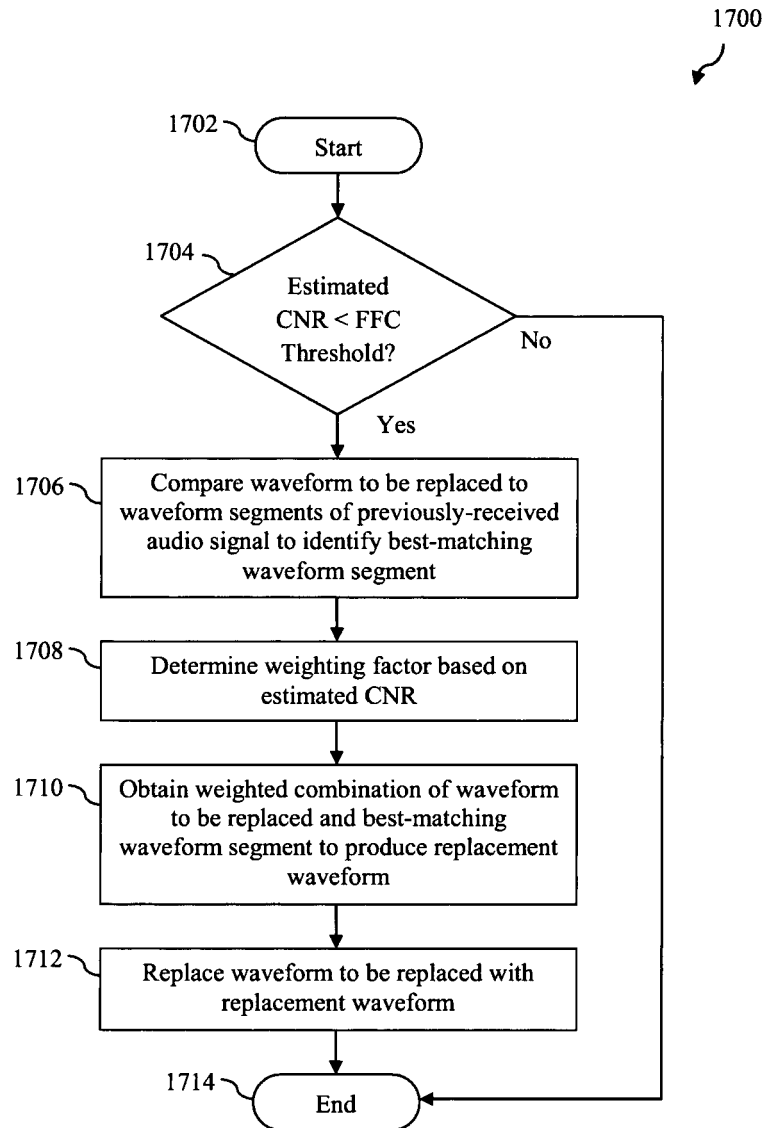 1700
1702
Start
1704
Estimated
CNR < FFC
Threshold?
No
Yes
1706
Compare waveform to be replaced to
waveform segments of previously-received
audio signal to identify best-matching
waveform segment
1708
Determine weighting factor based on
estimated CNR
1710
Obtain weighted combination of waveform
to be replaced and best-matching
waveform segment to produce replacement
waveform
1712
Replace waveform to be replaced with
replacement waveform
1714
End